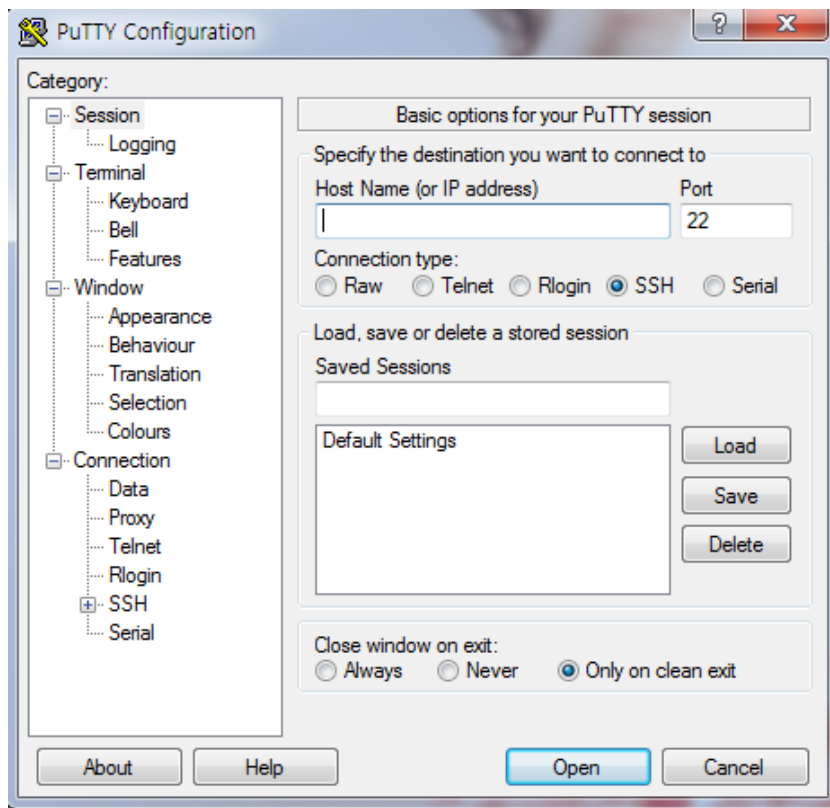 PuTTY Configuration
Category:
Session
Logging
Terminal
Keyboard
Bell
Features
Window
Appearance
Behaviour
Translation
Selection
Colours
Connection
Data
Proxy
Telnet
Rlogin
SSH
Serial
Basic options for your PuTTY session
Specify the destination you want to connect to
Host Name (or IP address) Port
22
Connection type:
Raw Telnet Rlogin SSH Serial
Load, save or delete a stored session
Saved Sessions
Default Settings
Load
Save
Delete
Close window on exit:
Always Never Only on clean exit
About Help Open Cancel